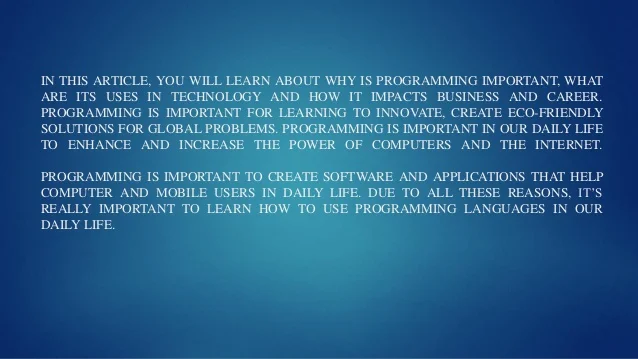 IN THIS ARTICLE, YOU WILL LEARN ABOUT WHY IS PROGRAMMING IMPORTANT, WHAT
ARE ITS USES IN TECHNOLOGY AND HOW IT IMPACTS BUSINESS AND CAREER.
PROGRAMMING IS IMPORTANT FOR LEARNING TO INNOVATE, CREATE ECO-FRIENDLY
SOLUTIONS FOR GLOBAL PROBLEMS. PROGRAMMING IS IMPORTANT IN OUR DAILY LIFE
TO ENHANCE AND INCREASE THE POWER OF COMPUTERS AND THE INTERNET.
PROGRAMMING IS IMPORTANT TO CREATE SOFTWARE AND APPLICATIONS THAT HELP
COMPUTER AND MOBILE USERS IN DAILY LIFE. DUE TO ALL THESE REASONS, IT'S
REALLY IMPORTANT TO LEARN HOW TO USE PROGRAMMING LANGUAGES IN OUR
DAILY LIFE.